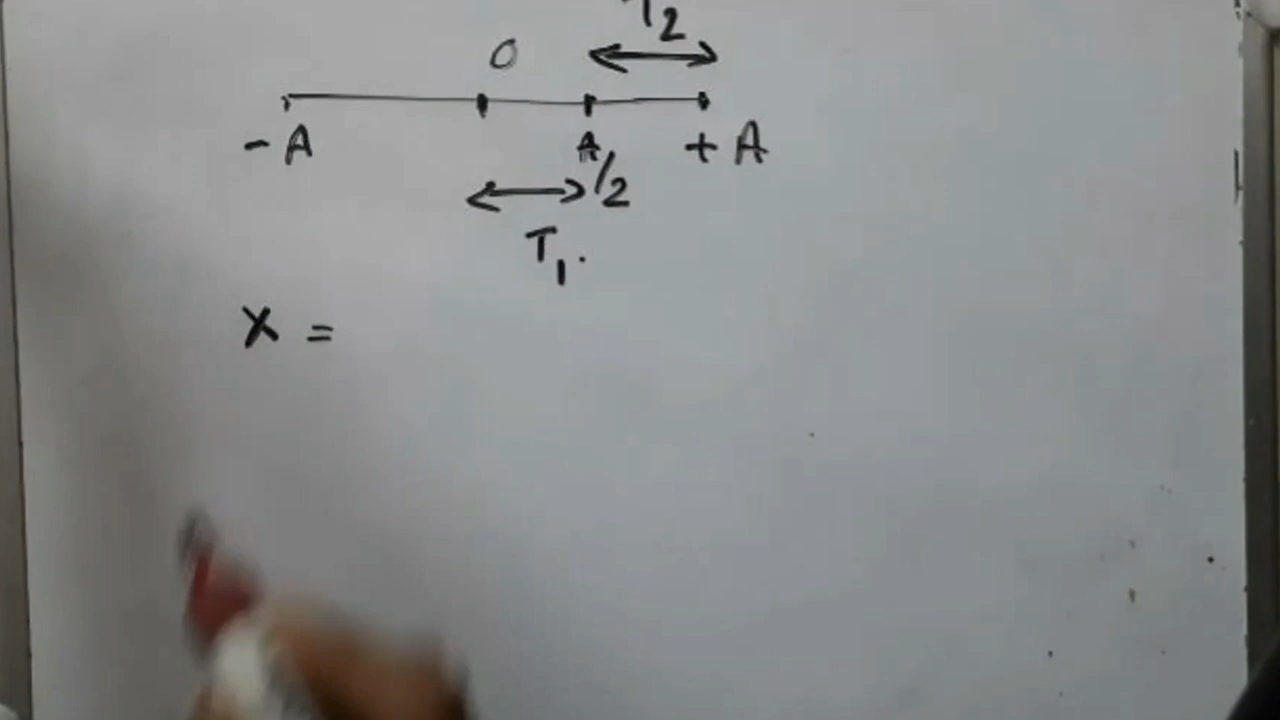 T2
O
-A A/2 +A
T1.
X =